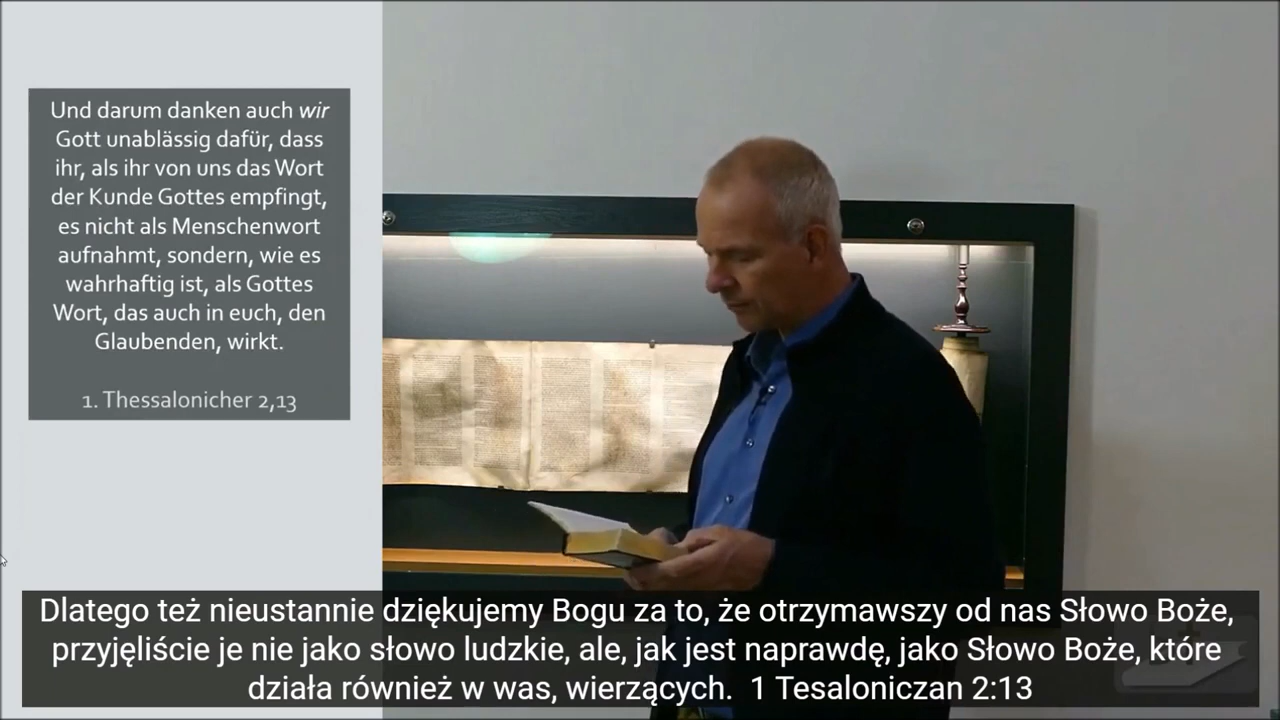 Und darum danken auch wir
Gott unablässig dafür, dass
ihr, als ihr von uns das Wort
der Kunde Gottes empfingt,
es nicht als Menschenwort
aufnahmt, sondern, wie es
wahrhaftig ist, als Gottes
Wort, das auch in euch, den
Glaubenden, wirkt.
1. Thessalonicher 2,13
Dlatego też nieustannie dziękujemy Bogu za to, że otrzymawszy od nas Słowo Boże,
przyjęliście je nie jako słowo ludzkie, ale, jak jest naprawdę, jako Słowo Boże, które
działa również w was, wierzących. 1 Tesaloniczan 2:13